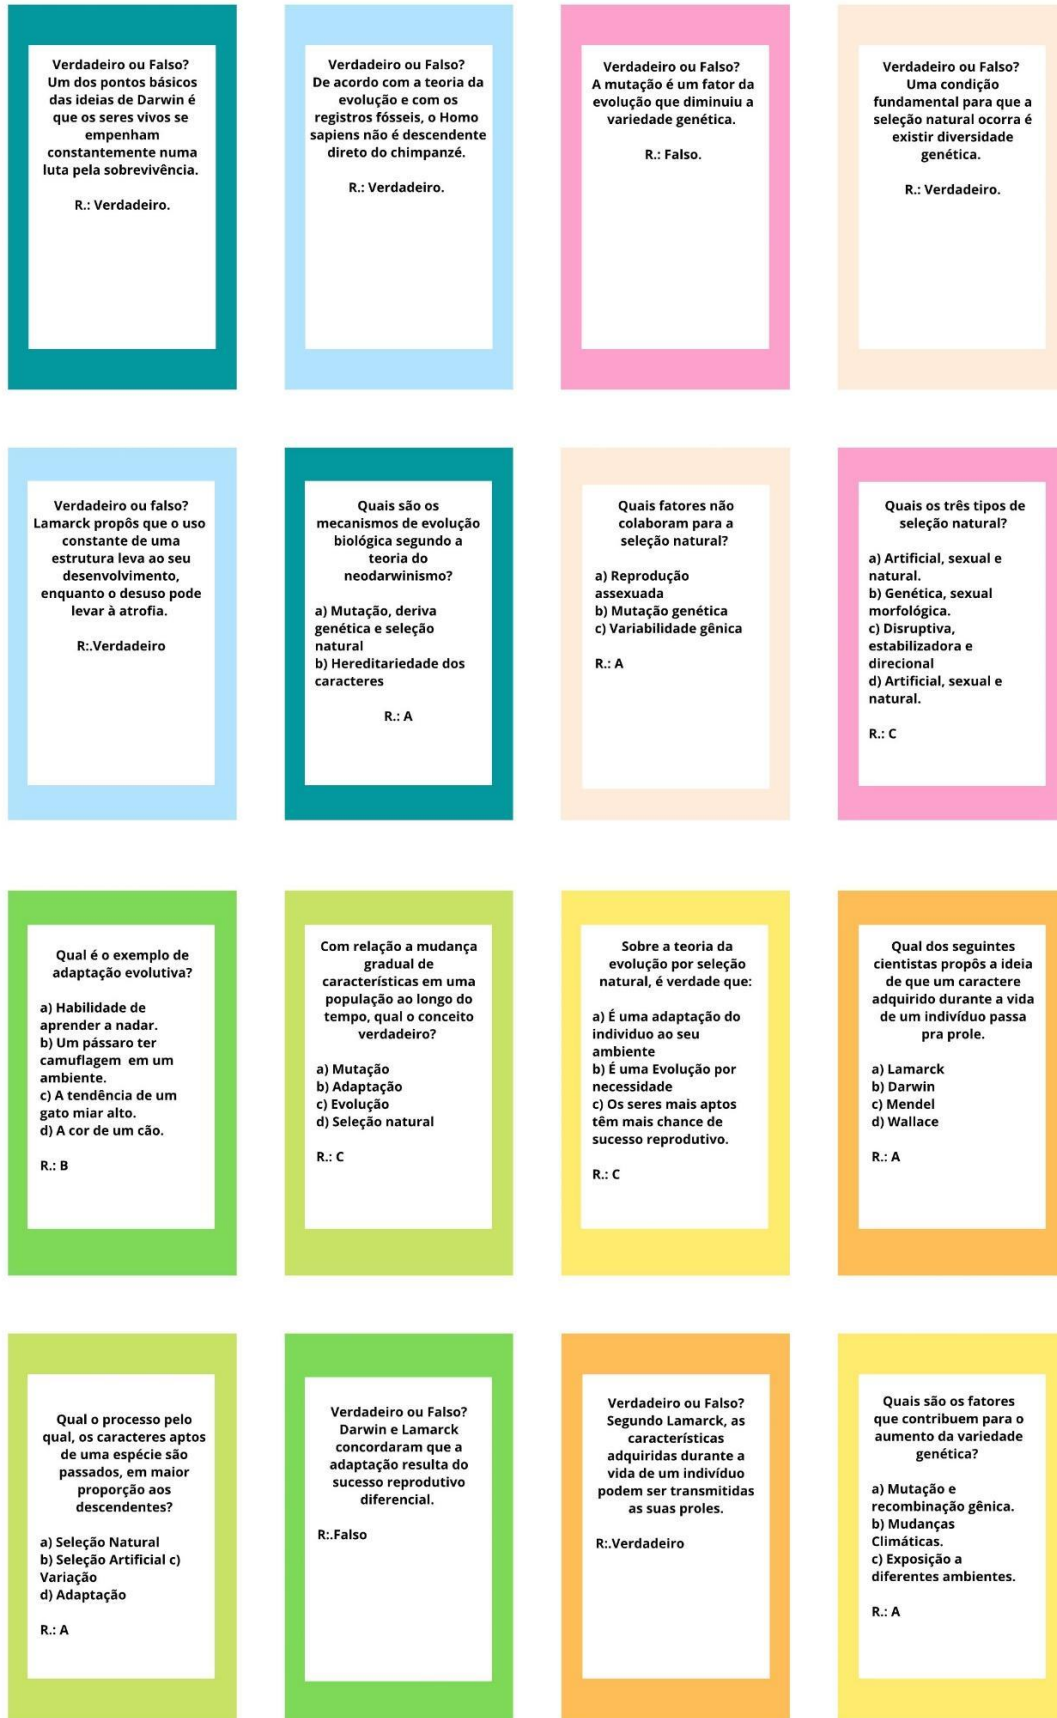 Verdadeiro ou Falso?
Um dos pontos básicos
das ideias de Darwin é
que os seres vivos se
empenham
constantemente numa
luta pela sobrevivência.
R.: Verdadeiro.
Verdadeiro ou Falso?
De acordo com a teoria da
evolução e com os
registros fósseis, o Homo
sapiens não é descendente
direto do chimpanzé.
R.: Verdadeiro.
Verdadeiro ou Falso?
A mutação é um fator da
evolução que diminuiu a
variedade genética.
R.: Falso.
Verdadeiro ou Falso?
Uma condição
fundamental para que a
seleção natural ocorra é
existir diversidade
genética.
R.: Verdadeiro.
Verdadeiro ou falso?
Lamarck propôs que o uso
constante de uma
estrutura leva ao seu
desenvolvimento,
enquanto o desuso pode
levar à atrofia.
R:.Verdadeiro
Quais são os
mecanismos de evolução
biológica segundo a
teoria do
neodarwinismo?
a) Mutação, deriva
genética e seleção
natural
b) Hereditariedade dos
caracteres
R.: A
Quais fatores não
colaboram para a
seleção natural?
a) Reprodução
assexuada
b) Mutação genética
c) Variabilidade gênica
R.: A
Quais os três tipos de
seleção natural?
a) Artificial, sexual e
natural.
b) Genética, sexual
morfológica.
c) Disruptiva,
estabilizadora e
direcional
d) Artificial, sexual e
natural.
R.: C
Qual é o exemplo de
adaptação evolutiva?
a) Habilidade de
aprender a nadar.
b) Um pássaro ter
camuflagem em um
ambiente.
c) A tendência de um
gato miar alto.
d) A cor de um cão.
R.: B
Com relação a mudança
gradual de
características em uma
população ao longo do
tempo, qual o conceito
verdadeiro?
a) Mutação
b) Adaptação
c) Evolução
d) Seleção natural
R.: C
Sobre a teoria da
evolução por seleção
natural, é verdade que:
a) É uma adaptação do
individuo ao seu
ambiente
b) É uma Evolução por
necessidade
c) Os seres mais aptos
têm mais chance de
sucesso reprodutivo.
R.: C
Qual dos seguintes
cientistas propôs a ideia
de que um caractere
adquirido durante a vida
de um indivíduo passa
pra prole.
a) Lamarck
b) Darwin
c) Mendel
d) Wallace
R.: A
Qual o processo pelo
qual, os caracteres aptos
de uma espécie são
passados, em maior
proporção aos
descendentes?
a) Seleção Natural
b) Seleção Artificial c)
Variação
d) Adaptação
R.: A
Verdadeiro ou Falso?
Darwin e Lamarck
concordaram que a
adaptação resulta do
sucesso reprodutivo
diferencial.
R:.Falso
Verdadeiro ou Falso?
Segundo Lamarck, as
características
adquiridas durante a
vida de um indivíduo
podem ser transmitidas
as suas proles.
R:.Verdadeiro
Quais são os fatores
que contribuem para o
aumento da variedade
genética?
a) Mutação e
recombinação gênica.
b) Mudanças
Climáticas.
c) Exposição a
diferentes ambientes.
R.: A